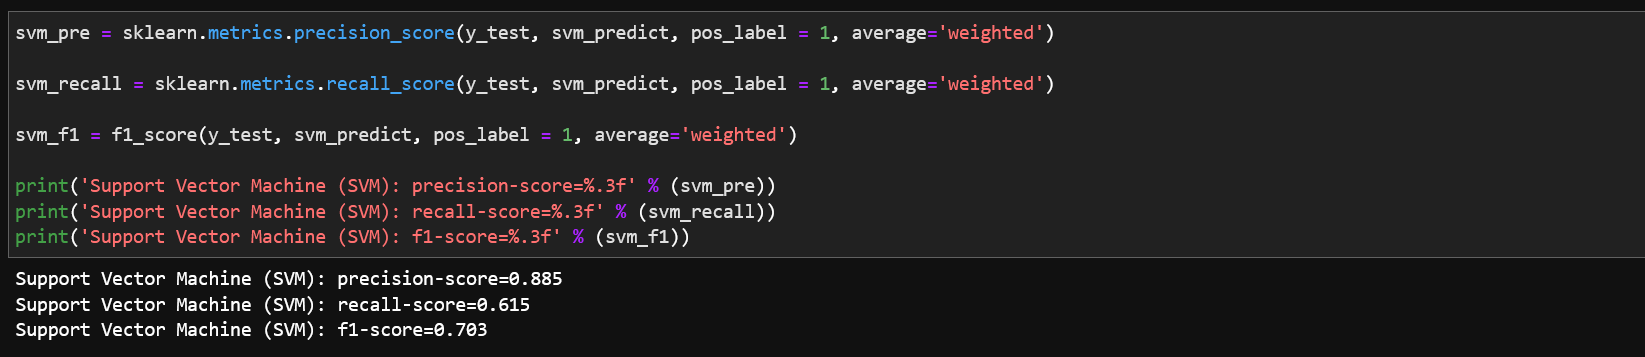 svm_pre = sklearn.metrics.precision_score(y_test, svm_predict, pos_label = 1, average='weighted')
svm_recall = sklearn.metrics.recall_score(y_test, svm_predict, pos_label = 1, average='weighted')
svm_f1 = f1_score(y_test, svm_predict, pos_label = 1, average='weighted')
print('Support Vector Machine (SVM): precision-score=%.3f' % (svm_pre))
print('Support Vector Machine (SVM): recall-score=%.3f' % (svm_recall))
print('Support Vector Machine (SVM): f1-score=%.3f' % (svm_f1))
Support Vector Machine (SVM): precision-score=0.885
Support Vector Machine (SVM): recall-score=0.615
Support Vector Machine (SVM): f1-score=0.703